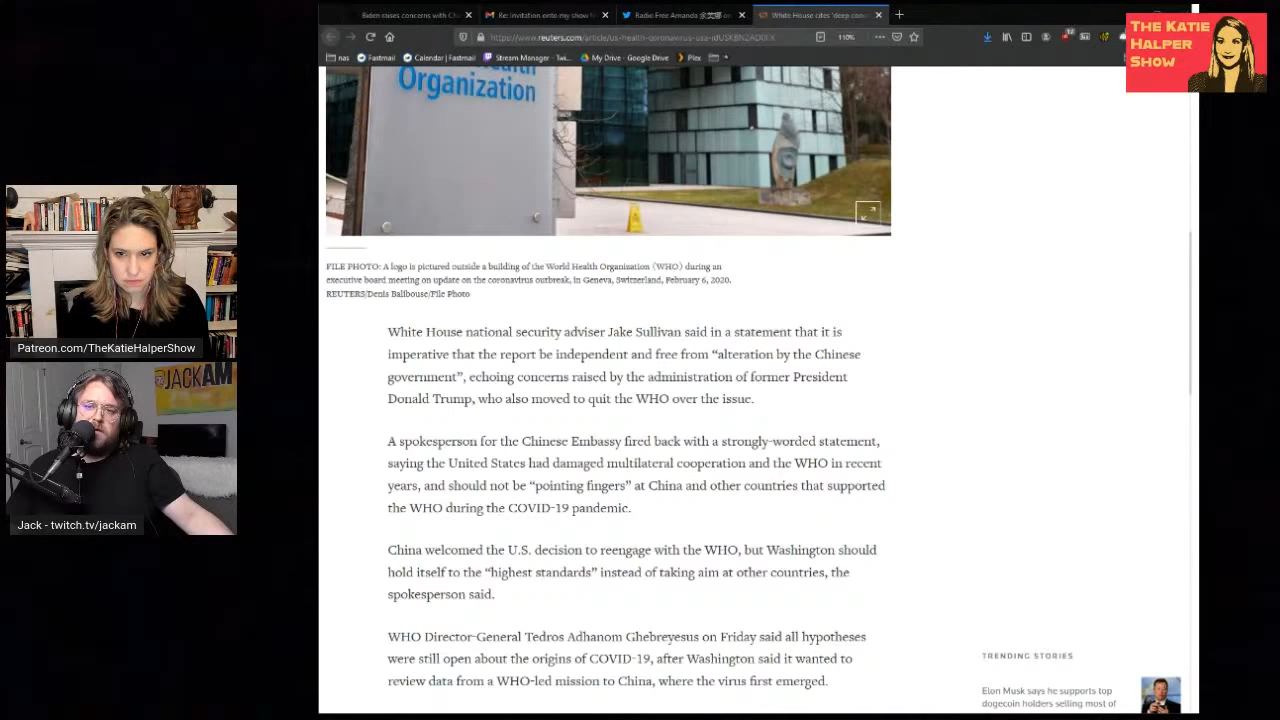 Biden raises concerns with Ch
Re: Invitation onto my show
Radio Free Amanda
White House cites 'deep conc
https://www.reuters.com/article/us-health-coronavirus-usa-idUSKBN2AD0FX
110%
nas
Fastmail
Calendar | Fastmail
Stream Manager - Twi...
My Drive - Google Drive
Plex
THE KATIE
HALPER
SHOW
Organization
FILE PHOTO: A logo is pictured outside a building of the World Health Organization (WHO) during an
executive board meeting on update on the coronavirus outbreak, in Geneva, Switzerland, February 6, 2020.
REUTERS/Denis Balibouse/File Photo
White House national security adviser Jake Sullivan said in a statement that it is
imperative that the report be independent and free from “alteration by the Chinese
government”, echoing concerns raised by the administration of former President
Donald Trump, who also moved to quit the WHO over the issue.
A spokesperson for the Chinese Embassy fired back with a strongly-worded statement,
saying the United States had damaged multilateral cooperation and the WHO in recent
years, and should not be “pointing fingers” at China and other countries that supported
the WHO during the COVID-19 pandemic.
China welcomed the U.S. decision to reengage with the WHO, but Washington should
hold itself to the “highest standards” instead of taking aim at other countries, the
spokesperson said.
WHO Director-General Tedros Adhanom Ghebreyesus on Friday said all hypotheses
were still open about the origins of COVID-19, after Washington said it wanted to
review data from a WHO-led mission to China, where the virus first emerged.
TRENDING STORIES
Elon Musk says he supports top
dogecoin holders selling most of
Patreon.com/TheKatieHalperShow
JACKAM
Jack - twitch.tv/jackam